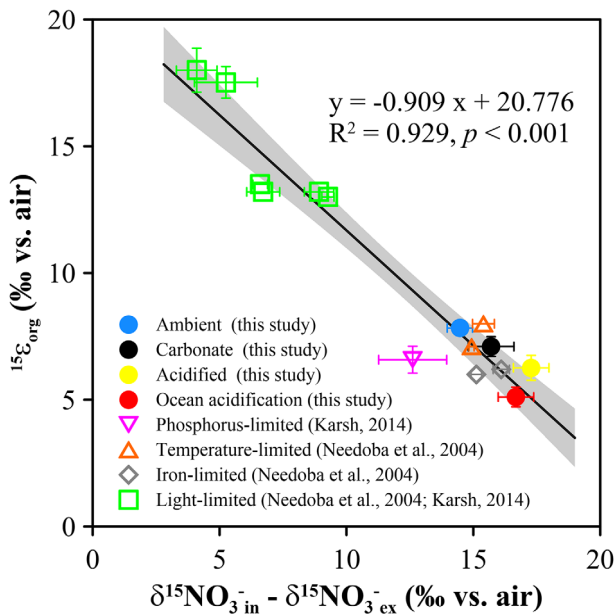 20
15
10
5
0
¹⁵ε_org (‰ vs. air)
y = -0.909 x + 20.776
R² = 0.929, p < 0.001
Ambient (this study)
Carbonate (this study)
Acidified (this study)
Ocean acidification (this study)
Phosphorus-limited (Karsh, 2014)
Temperature-limited (Needoba et al., 2004)
Iron-limited (Needoba et al., 2004)
Light-limited (Needoba et al., 2004; Karsh, 2014)
0 5 10 15 20
δ¹⁵NO₃⁻_in - δ¹⁵NO₃⁻_ex (‰ vs. air)